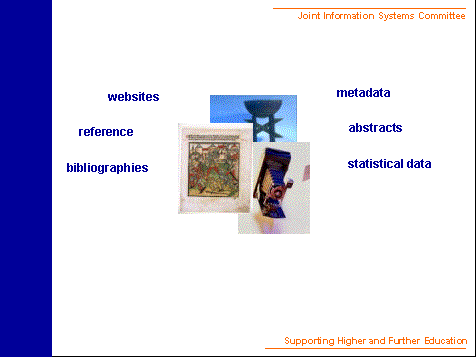 Joint Information Systems Committee
websites
metadata
reference
abstracts
bibliographies
statistical data
Supporting Higher and Further Education